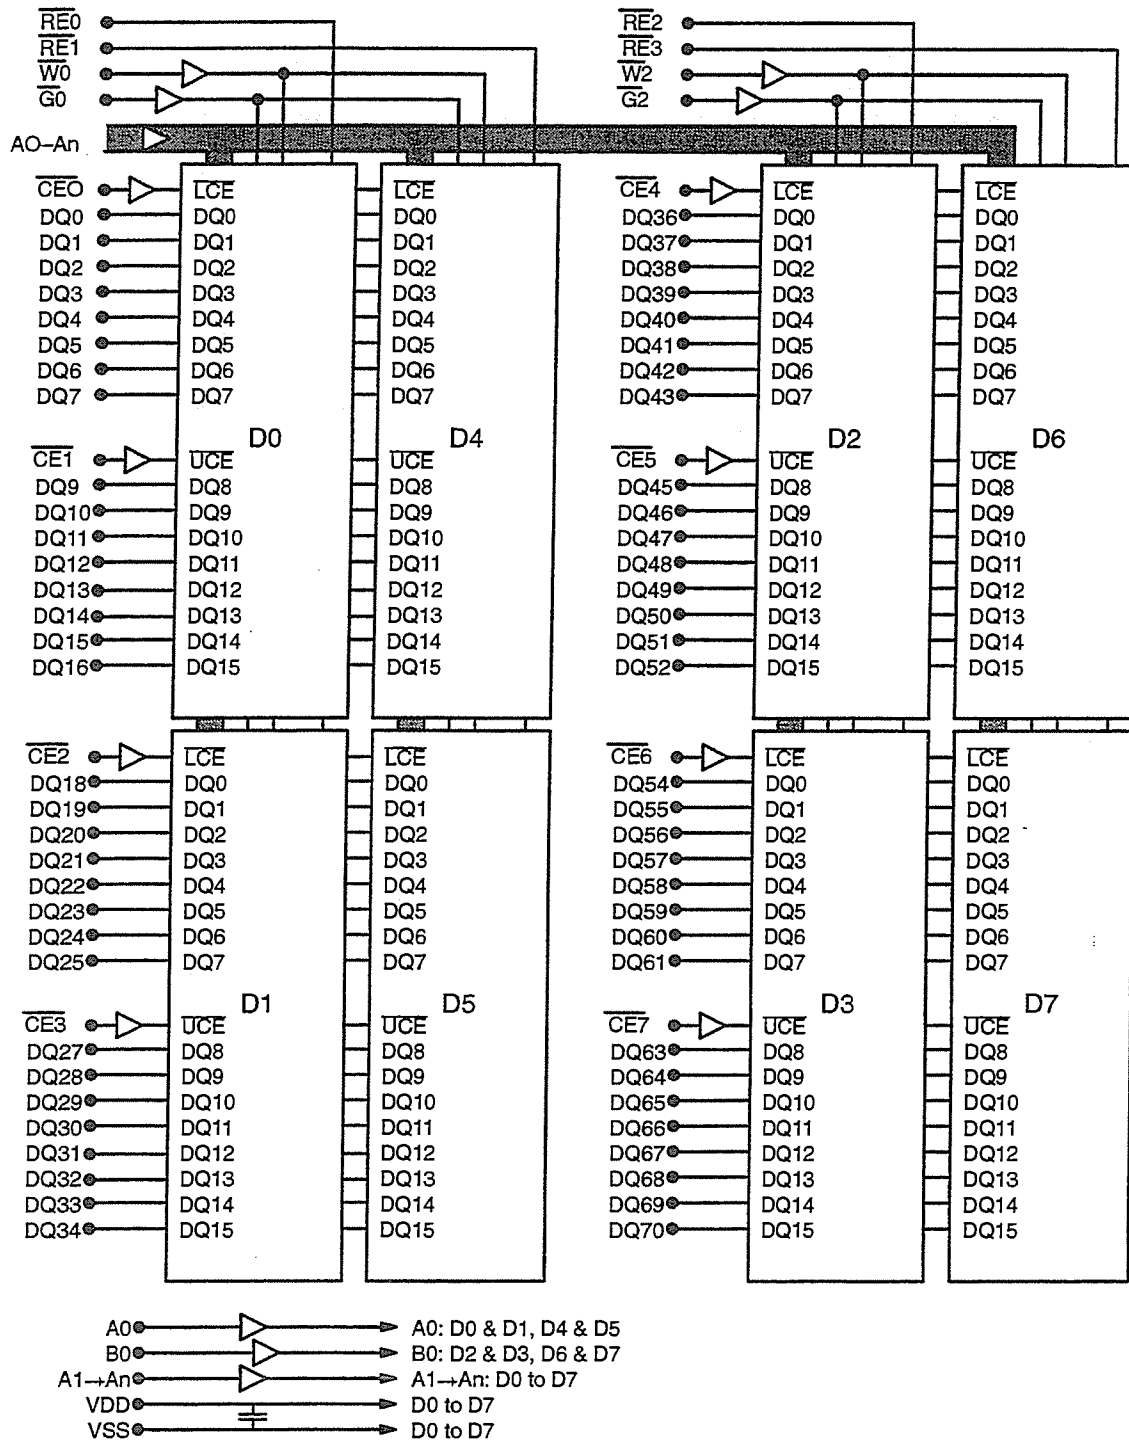 RE0 RE2
RE1 RE3
W0 W2
G0 G2
AO–An
CEO LCE LCE CE4 LCE LCE
DQ0 DQ0 DQ0 DQ36 DQ0 DQ0
DQ1 DQ1 DQ1 DQ37 DQ1 DQ1
DQ2 DQ2 DQ2 DQ38 DQ2 DQ2
DQ3 DQ3 DQ3 DQ39 DQ3 DQ3
DQ4 DQ4 DQ4 DQ40 DQ4 DQ4
DQ5 DQ5 DQ5 DQ41 DQ5 DQ5
DQ6 DQ6 DQ6 DQ42 DQ6 DQ6
DQ7 DQ7 DQ7 DQ43 DQ7 DQ7
D0 D4 D2 D6
CE1 UCE UCE CE5 UCE UCE
DQ9 DQ8 DQ8 DQ45 DQ8 DQ8
DQ10 DQ9 DQ9 DQ46 DQ9 DQ9
DQ11 DQ10 DQ10 DQ47 DQ10 DQ10
DQ12 DQ11 DQ11 DQ48 DQ11 DQ11
DQ13 DQ12 DQ12 DQ49 DQ12 DQ12
DQ14 DQ13 DQ13 DQ50 DQ13 DQ13
DQ15 DQ14 DQ14 DQ51 DQ14 DQ14
DQ16 DQ15 DQ15 DQ52 DQ15 DQ15
CE2 LCE LCE CE6 LCE LCE
DQ18 DQ0 DQ0 DQ54 DQ0 DQ0
DQ19 DQ1 DQ1 DQ55 DQ1 DQ1
DQ20 DQ2 DQ2 DQ56 DQ2 DQ2
DQ21 DQ3 DQ3 DQ57 DQ3 DQ3
DQ22 DQ4 DQ4 DQ58 DQ4 DQ4
DQ23 DQ5 DQ5 DQ59 DQ5 DQ5
DQ24 DQ6 DQ6 DQ60 DQ6 DQ6
DQ25 DQ7 DQ7 DQ61 DQ7 DQ7
D1 D5 D3 D7
CE3 UCE UCE CE7 UCE UCE
DQ27 DQ8 DQ8 DQ63 DQ8 DQ8
DQ28 DQ9 DQ9 DQ64 DQ9 DQ9
DQ29 DQ10 DQ10 DQ65 DQ10 DQ10
DQ30 DQ11 DQ11 DQ66 DQ11 DQ11
DQ31 DQ12 DQ12 DQ67 DQ12 DQ12
DQ32 DQ13 DQ13 DQ68 DQ13 DQ13
DQ33 DQ14 DQ14 DQ69 DQ14 DQ14
DQ34 DQ15 DQ15 DQ70 DQ15 DQ15
A0 A0: D0 & D1, D4 & D5
B0 B0: D2 & D3, D6 & D7
A1→An A1→An: D0 to D7
VDD D0 to D7
VSS D0 to D7